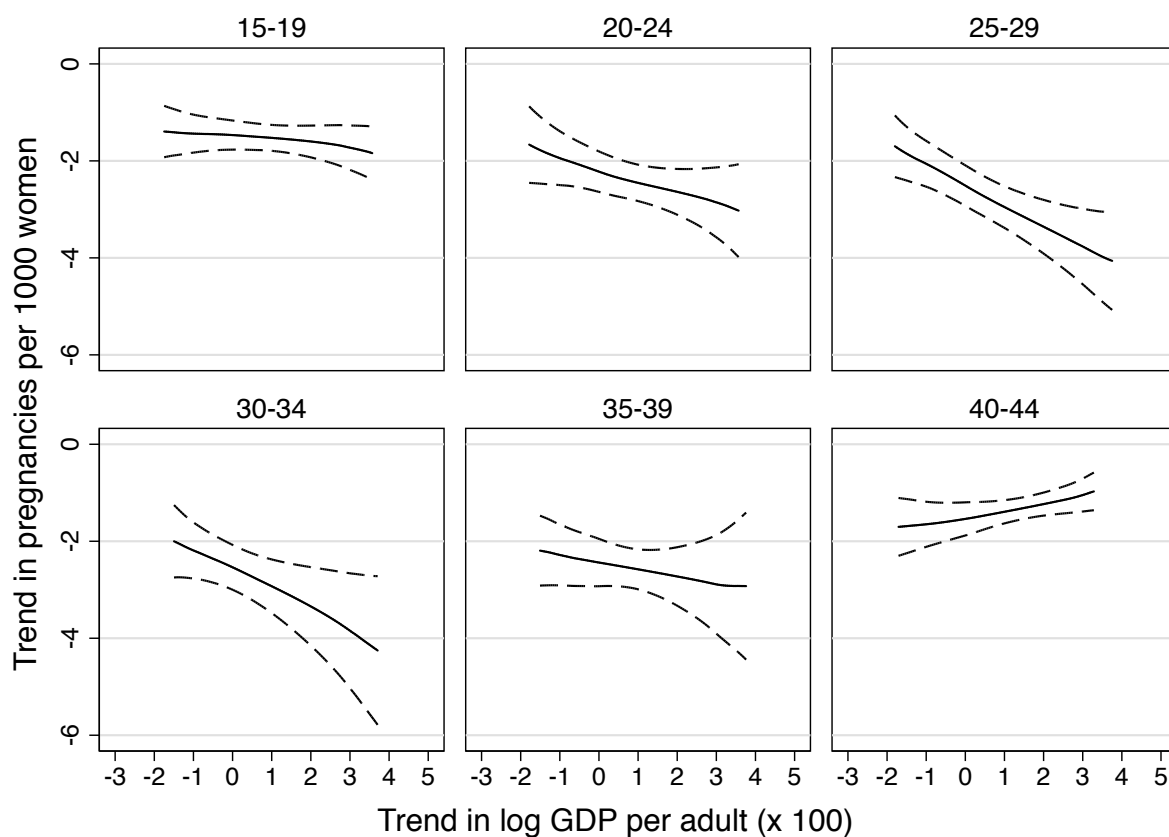 15-19 20-24 25-29
0
-2
-4
-6
30-34 35-39 40-44
0
-2
-4
-6
-3 -2 -1 0 1 2 3 4 5 -3 -2 -1 0 1 2 3 4 5 -3 -2 -1 0 1 2 3 4 5
Trend in pregnancies per 1000 women
Trend in log GDP per adult (x 100)